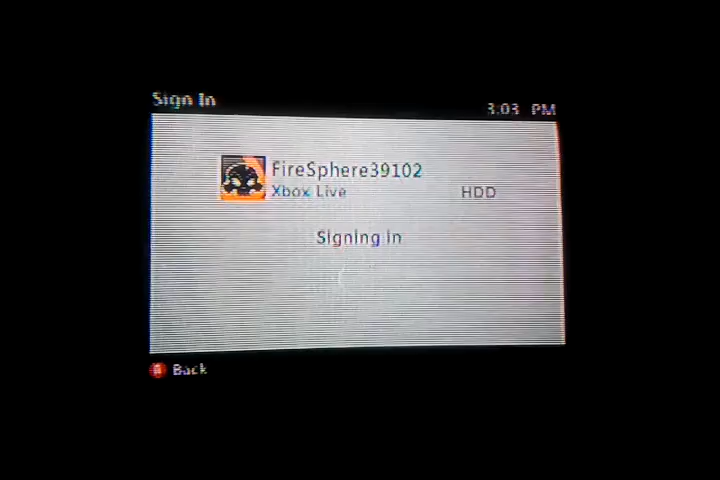 Sign In
3:03 PM
FireSphere39102
Xbox Live
HDD
Signing in
B Back